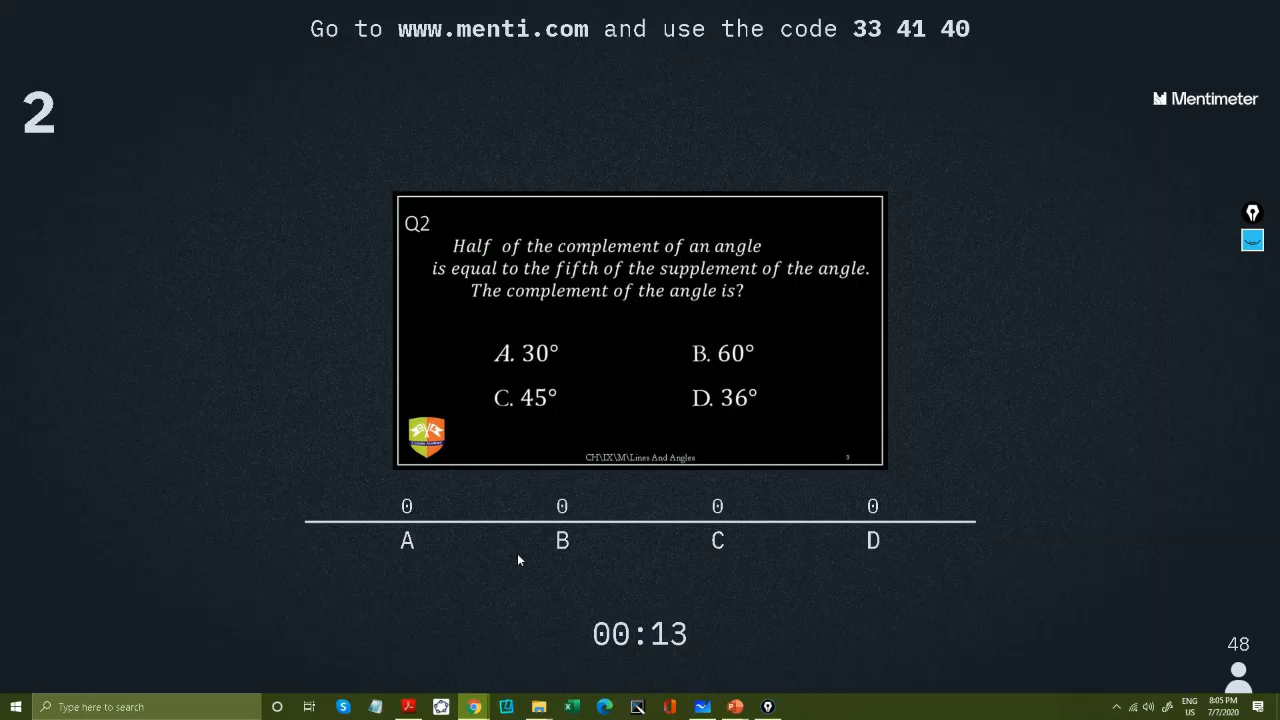 Go to www.menti.com and use the code 33 41 40
2
Mentimeter
Q2
Half of the complement of an angle
is equal to the fifth of the supplement of the angle.
The complement of the angle is?
A. 30° B. 60°
C. 45° D. 36°
CH\IX\M\Lines And Angles 3
0 0 0 0
A B C D
00:13
48
Type here to search
ENG
US
8:05 PM
7/7/2020